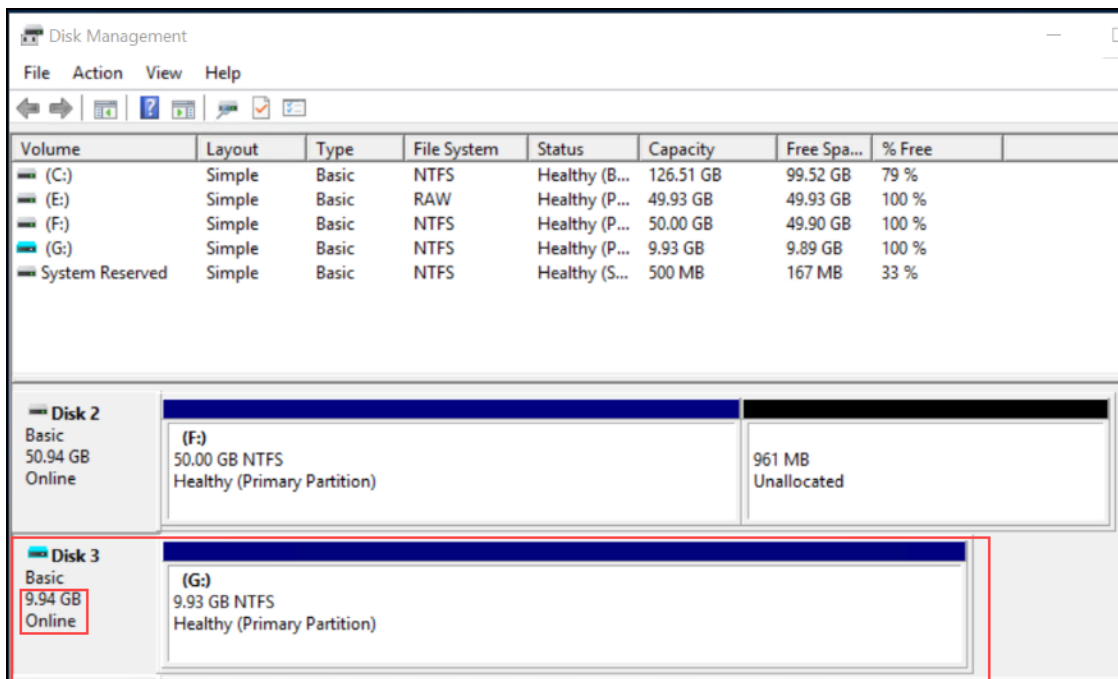 Disk Management
File Action View Help
Volume Layout Type File System Status Capacity Free Spa... % Free
(C:) Simple Basic NTFS Healthy (B... 126.51 GB 99.52 GB 79 %
(E:) Simple Basic RAW Healthy (P... 49.93 GB 49.93 GB 100 %
(F:) Simple Basic NTFS Healthy (P... 50.00 GB 49.90 GB 100 %
(G:) Simple Basic NTFS Healthy (P... 9.93 GB 9.89 GB 100 %
System Reserved Simple Basic NTFS Healthy (S... 500 MB 167 MB 33 %
Disk 2
Basic
50.94 GB
Online
(F:)
50.00 GB NTFS
Healthy (Primary Partition)
961 MB
Unallocated
Disk 3
Basic
9.94 GB
Online
(G:)
9.93 GB NTFS
Healthy (Primary Partition)